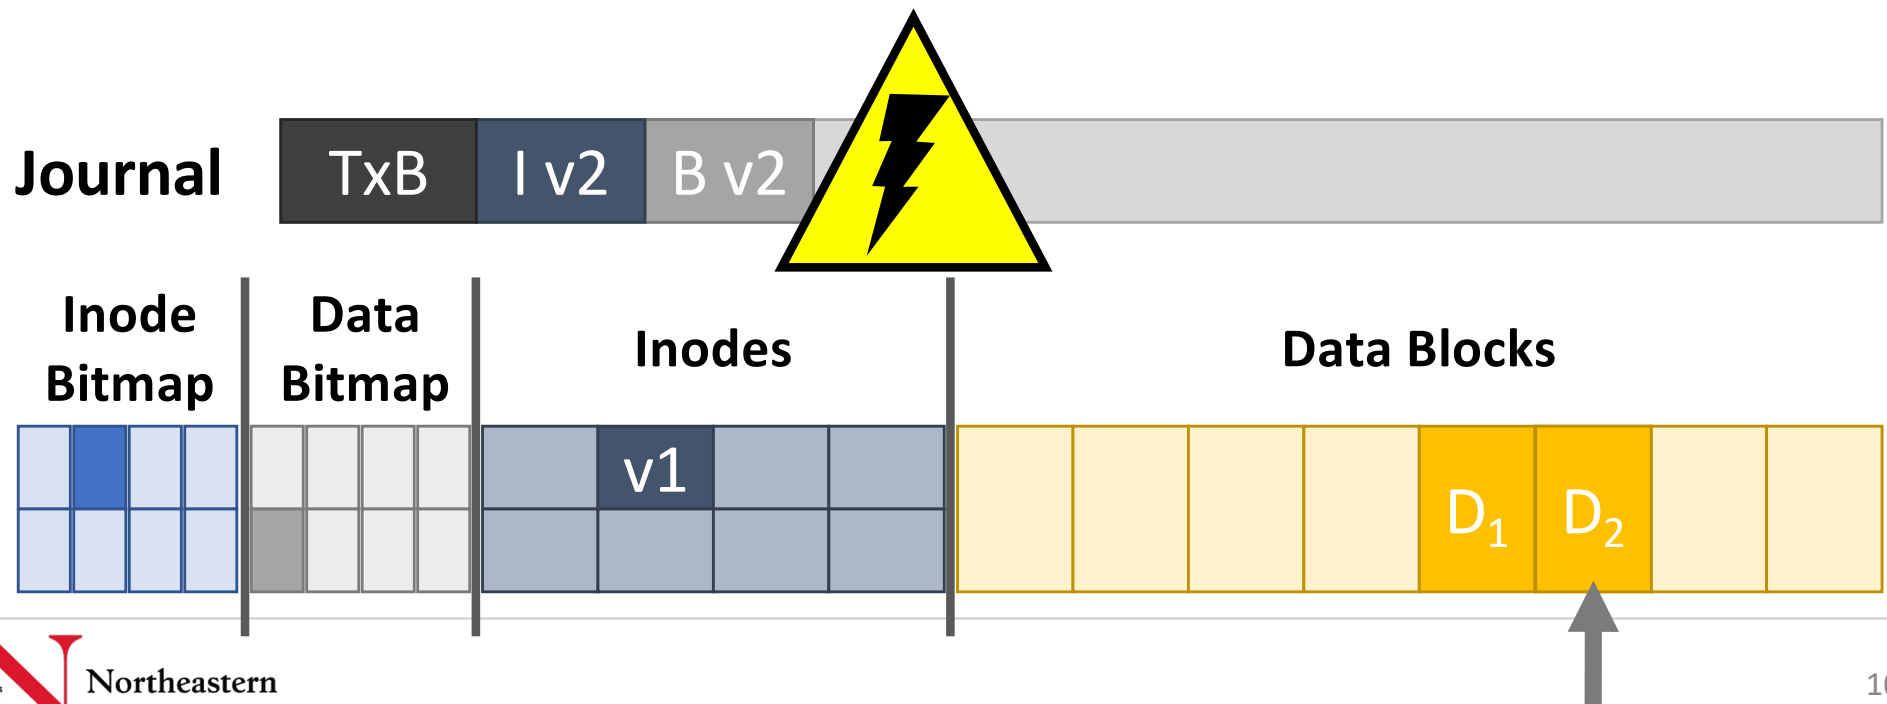 Journal
TxB
I v2
B v2
Inode
Bitmap
Data
Bitmap
Inodes
Data Blocks
v1
D₁
D₂
Northeastern